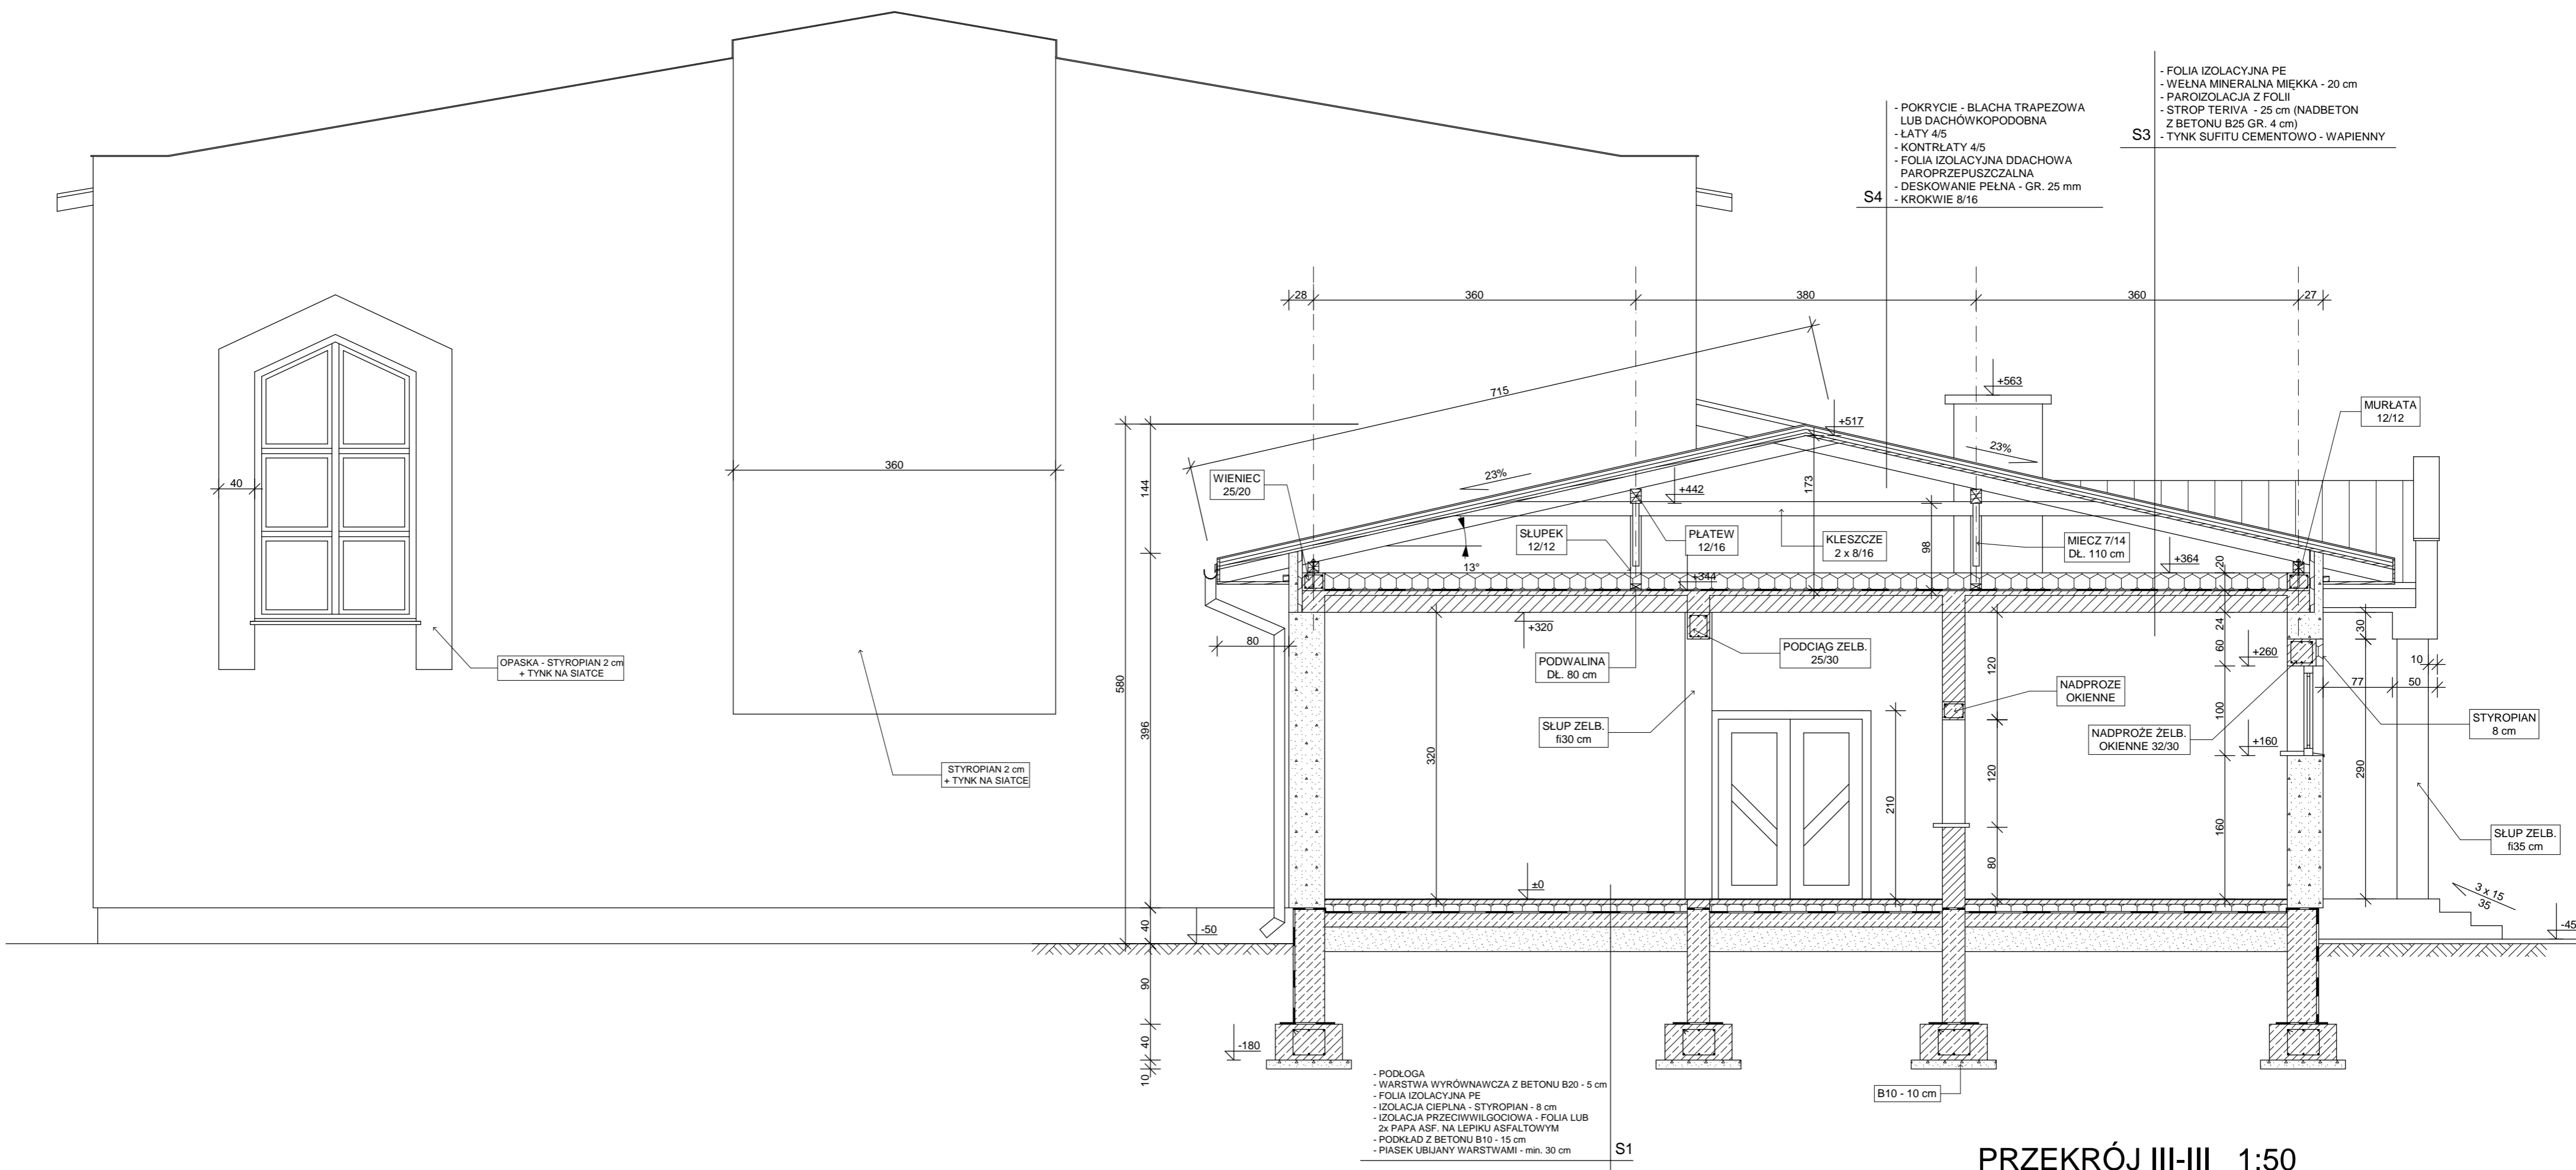 - FOLIA IZOLACYJNA PE
- WEŁNA MINERALNA MIĘKKA - 20 cm
- PAROIZOLACJA Z FOLII
- STROP TERIVA - 25 cm (NADBETON
Z BETONU B25 GR. 4 cm)
- TYNK SUFITU CEMENTOWO - WAPIENNY
S3
- POKRYCIE - BLACHA TRAPEZOWA
LUB DACHÓWKOPODOBNA
- ŁATY 4/5
- KONTRŁATY 4/5
- FOLIA IZOLACYJNA DDACHOWA
PAROPRZEPUSZCZALNA
- DESKOWANIE PEŁNA - GR. 25 mm
- KROKWIE 8/16
S4
28
360
380
360
27
715
+563
+517
MURŁATA
12/12
23%
23%
360
40
WIENIEC
25/20
144
173
+442
SŁUPEK
12/12
PŁATEW
12/16
KLESZCZE
2 x 8/16
98
MIECZ 7/14
DŁ. 110 cm
+364
20
13°
+344
+320
24
30
80
PODCIĄG ZELB.
25/30
60
+260
10
OPASKA - STYROPIAN 2 cm
+ TYNK NA SIATCE
PODWALINA
DŁ. 80 cm
120
77
50
580
NADPROZE
OKIENNE
100
STYROPIAN
8 cm
396
SŁUP ZELB.
fi30 cm
NADPROŻE ŻELB.
OKIENNE 32/30
+160
320
120
290
STYROPIAN 2 cm
+ TYNK NA SIATCE
210
160
SŁUP ZELB.
fi35 cm
80
±0
3 x 15
35
40
-50
-45
90
40
-180
10
- PODŁOGA
- WARSTWA WYRÓWNAWCZA Z BETONU B20 - 5 cm
- FOLIA IZOLACYJNA PE
- IZOLACJA CIEPLNA - STYROPIAN - 8 cm
- IZOLACJA PRZECIWWILGOCIOWA - FOLIA LUB
2x PAPA ASF. NA LEPIKU ASFALTOWYM
- PODKŁAD Z BETONU B10 - 15 cm
- PIASEK UBIJANY WARSTWAMI - min. 30 cm
S1
B10 - 10 cm
PRZEKRÓJ III-III 1:50